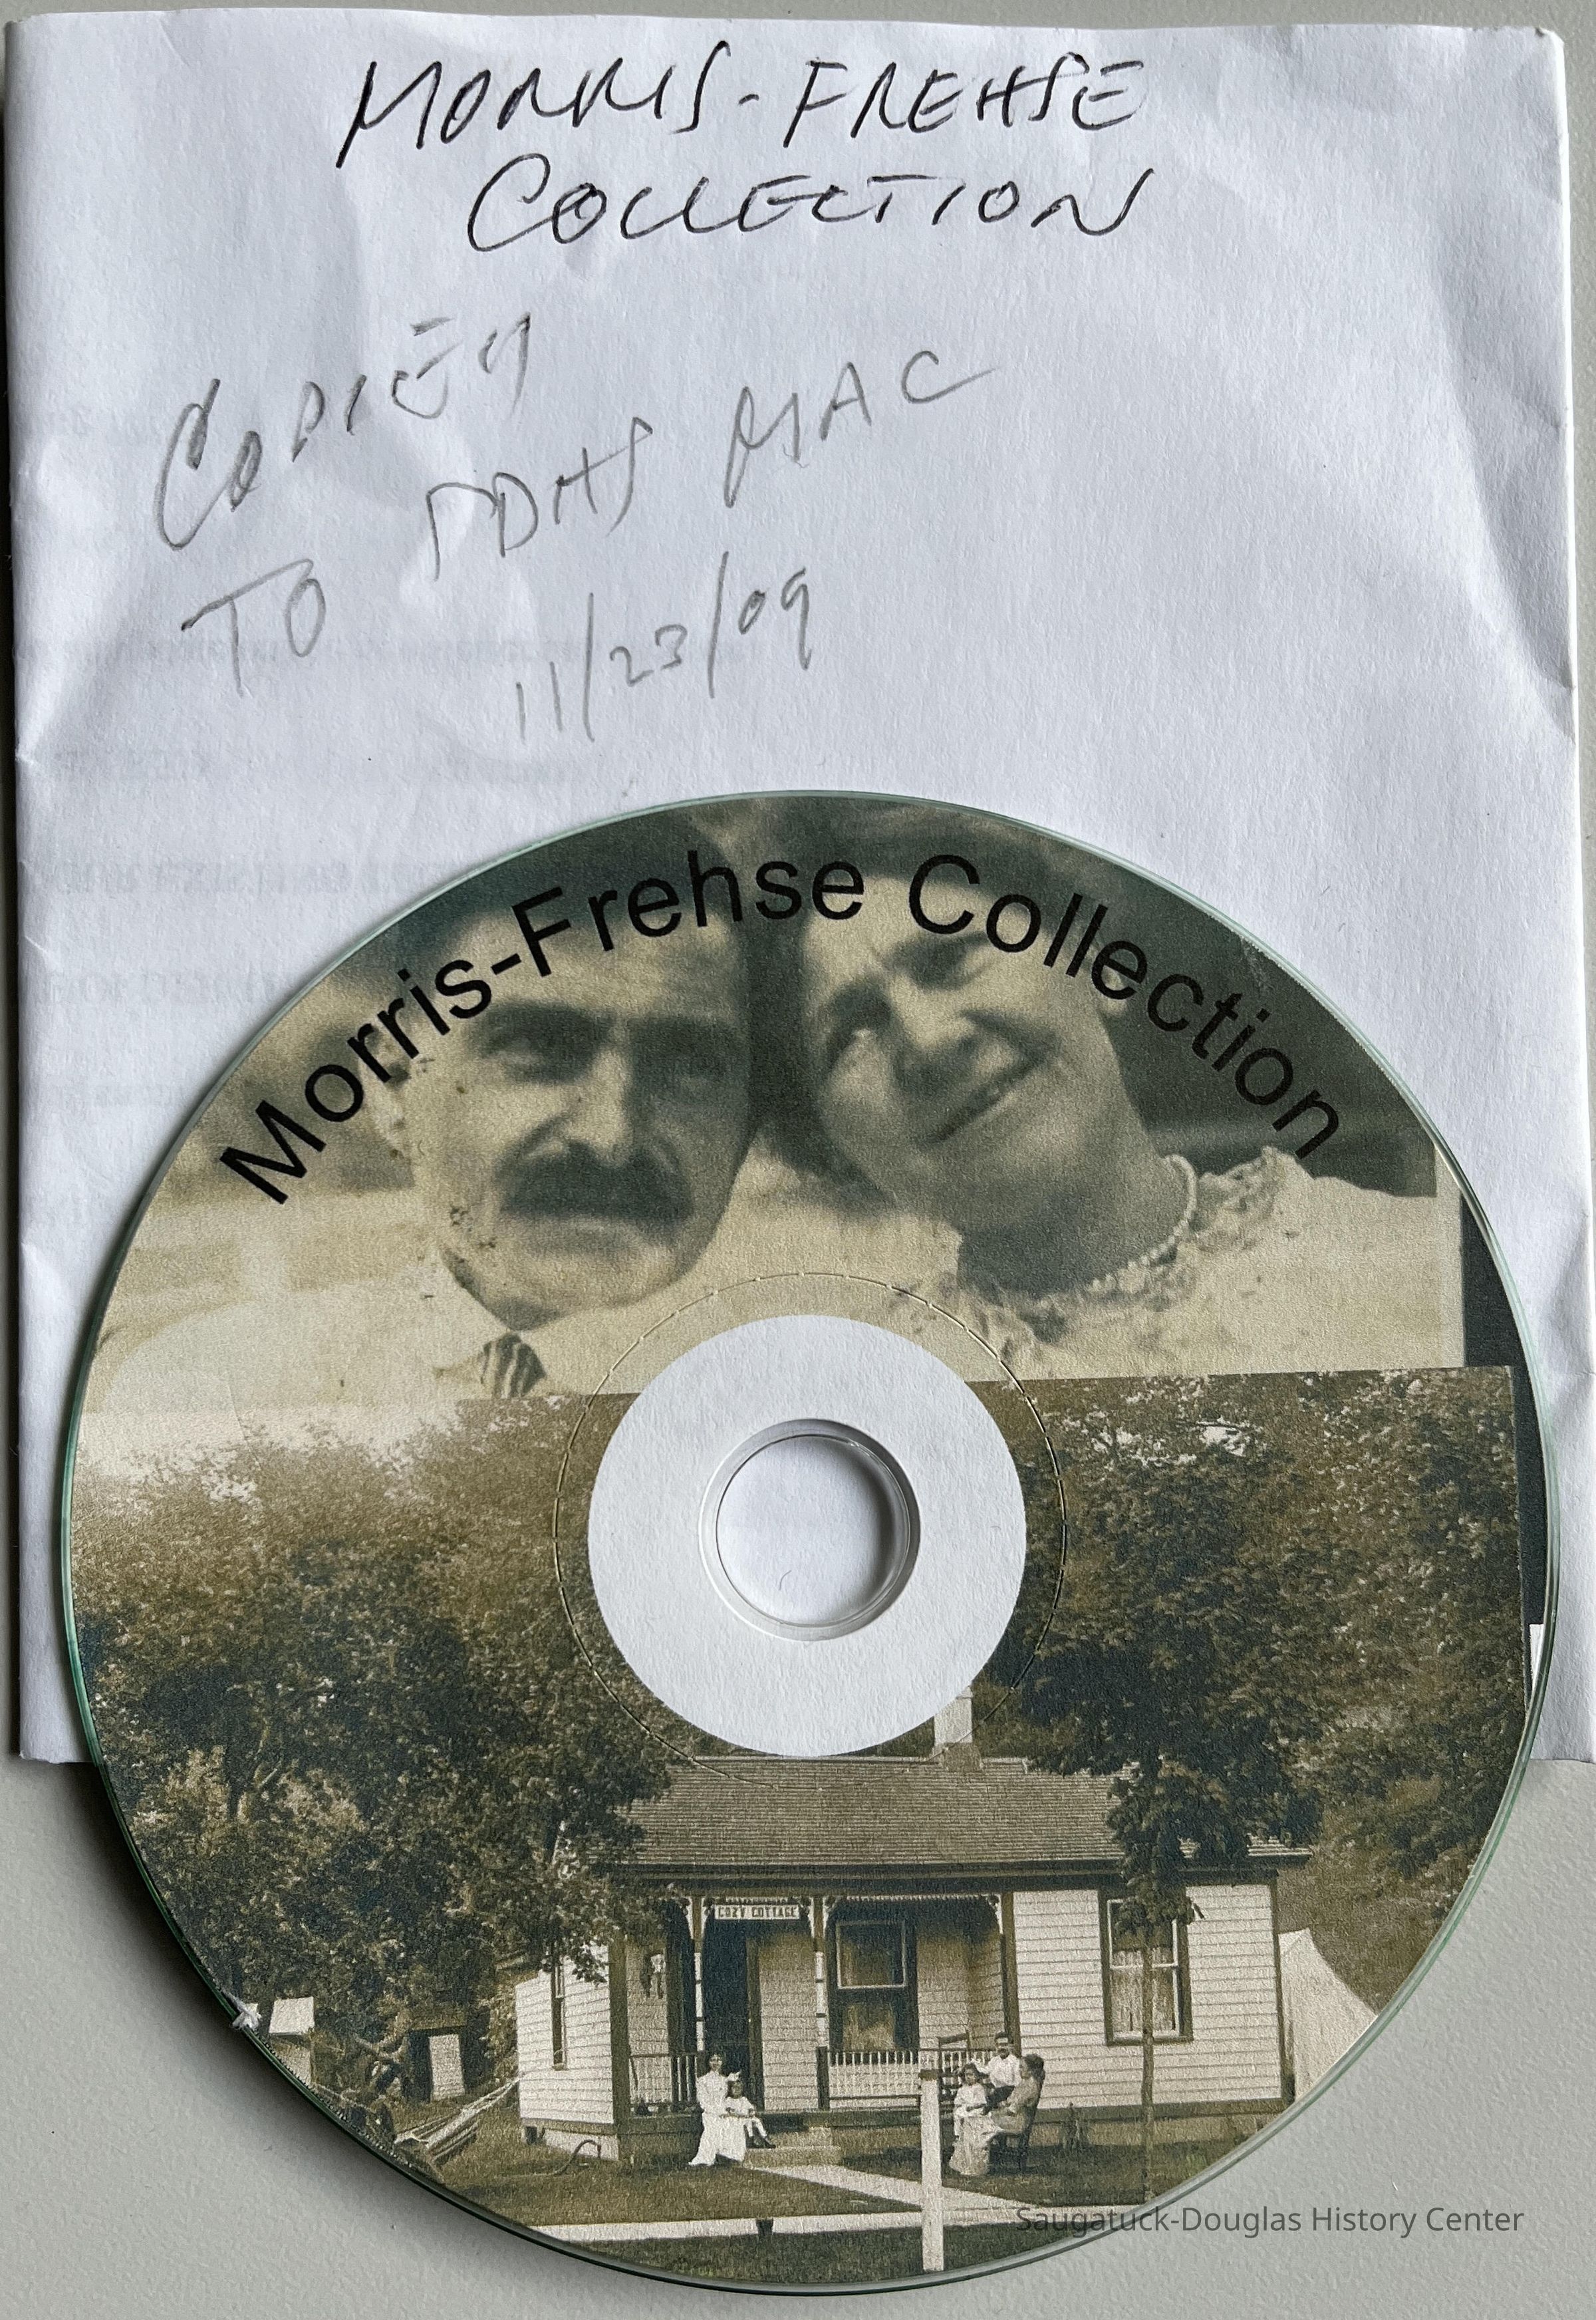 MORRIS-FREHSE
COLLECTION
COPIED
TO SDHS MAC
11/23/09
Morris-Frehse Collection
COZY COTTAGE
Saugatuck-Douglas History Center